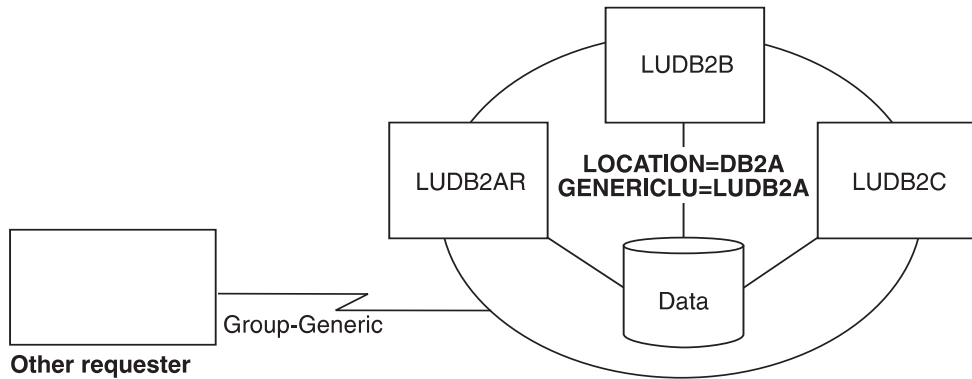 LUDB2B
LUDB2AR
LOCATION=DB2A
GENERICLU=LUDB2A
LUDB2C
Data
Group-Generic
Other requester